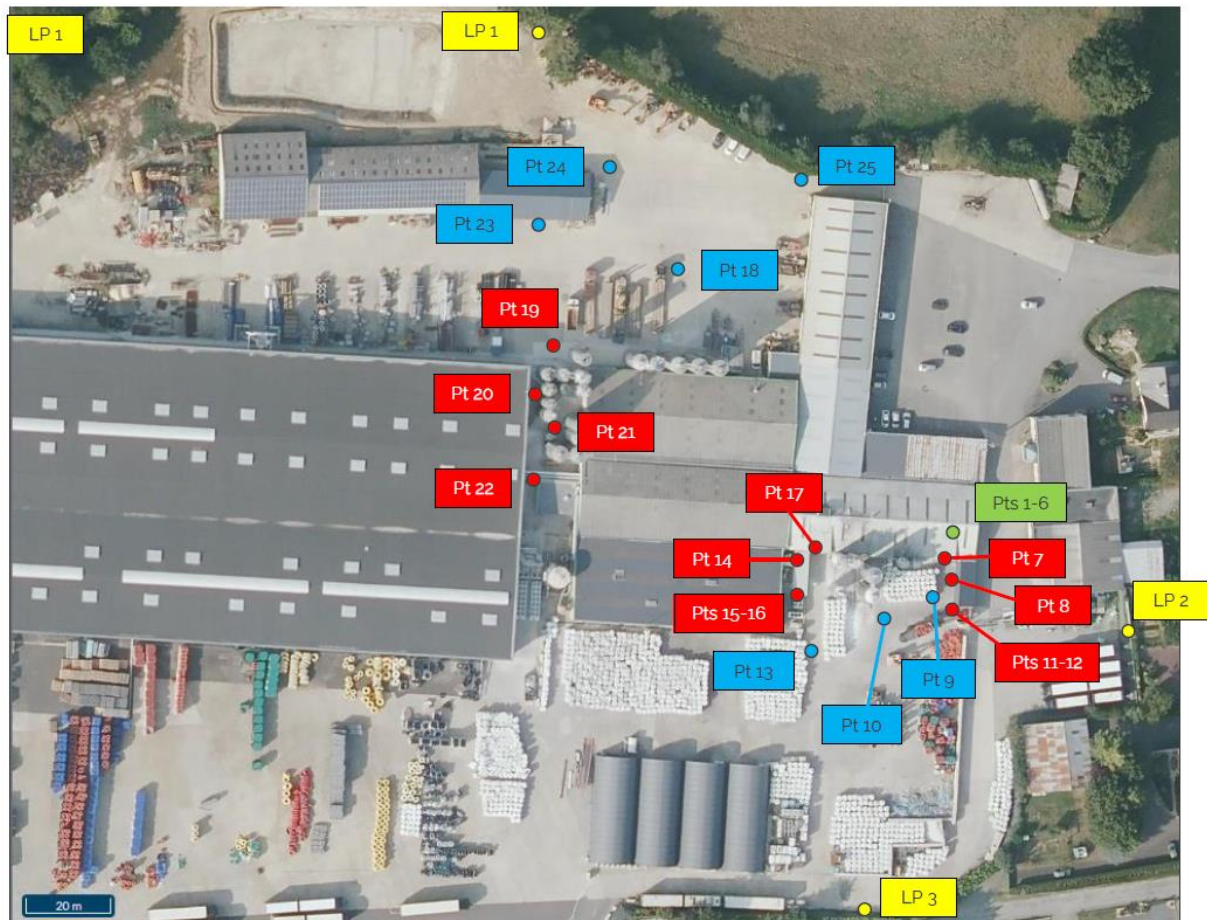 LP 1
LP 1
Pt 24
Pt 25
Pt 23
Pt 18
Pt 19
Pt 20
Pt 21
Pt 22
Pt 17
Pts 1-6
Pt 14
Pt 7
Pts 15-16
Pt 8
LP 2
Pt 13
Pt 9
Pts 11-12
Pt 10
LP 3
20 m